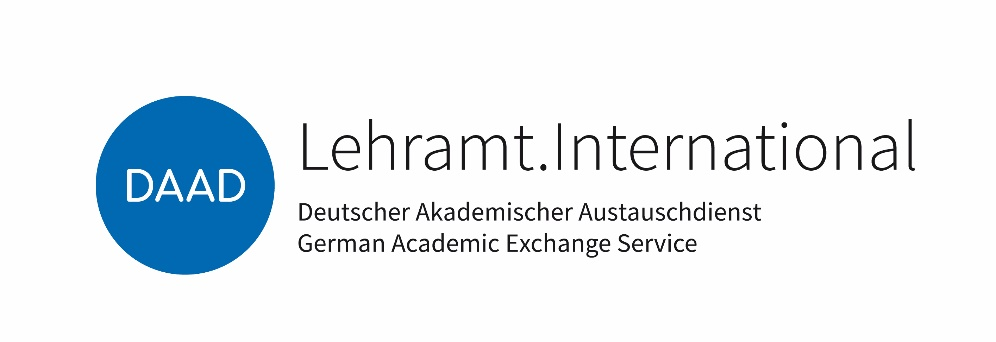 DAAD
Lehramt.International
Deutscher Akademischer Austauschdienst
German Academic Exchange Service